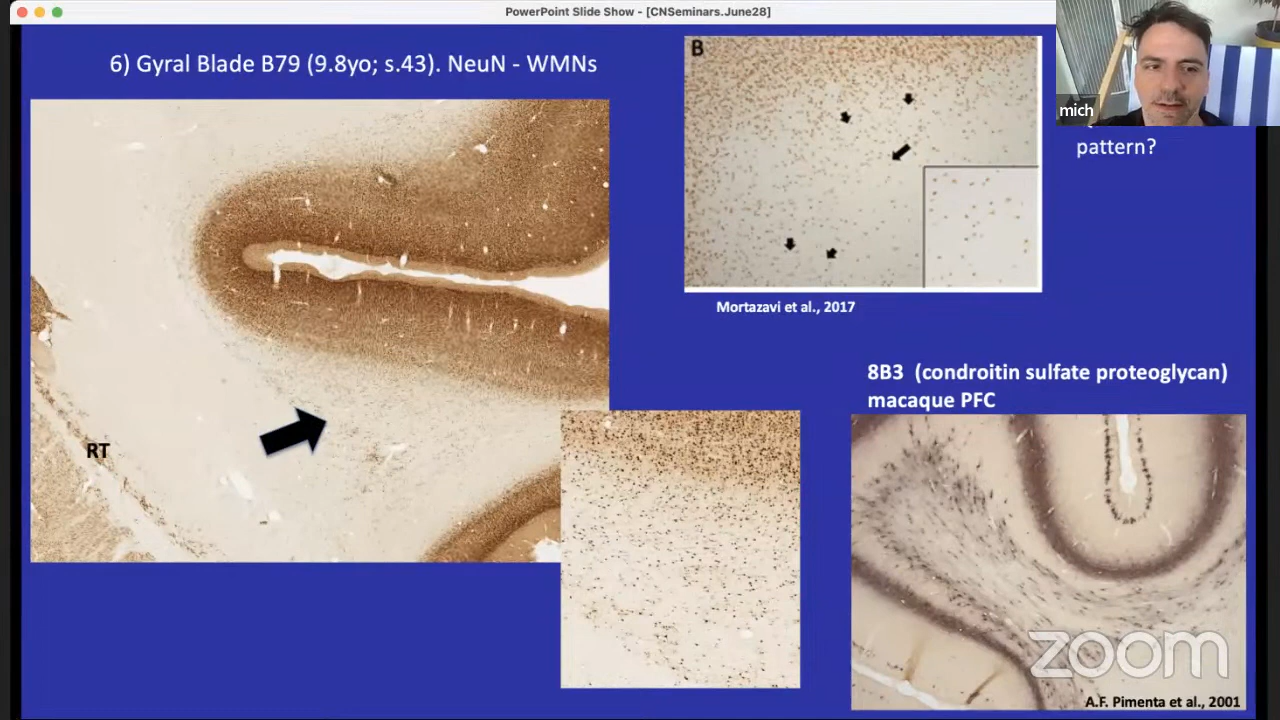 PowerPoint Slide Show - [CNSeminars.June28]
6) Gyral Blade B79 (9.8yo; s.43). NeuN - WMNs
B
mich
pattern?
Mortazavi et al., 2017
8B3 (condroitin sulfate proteoglycan)
macaque PFC
RT
zoom
A.F. Pimenta et al., 2001